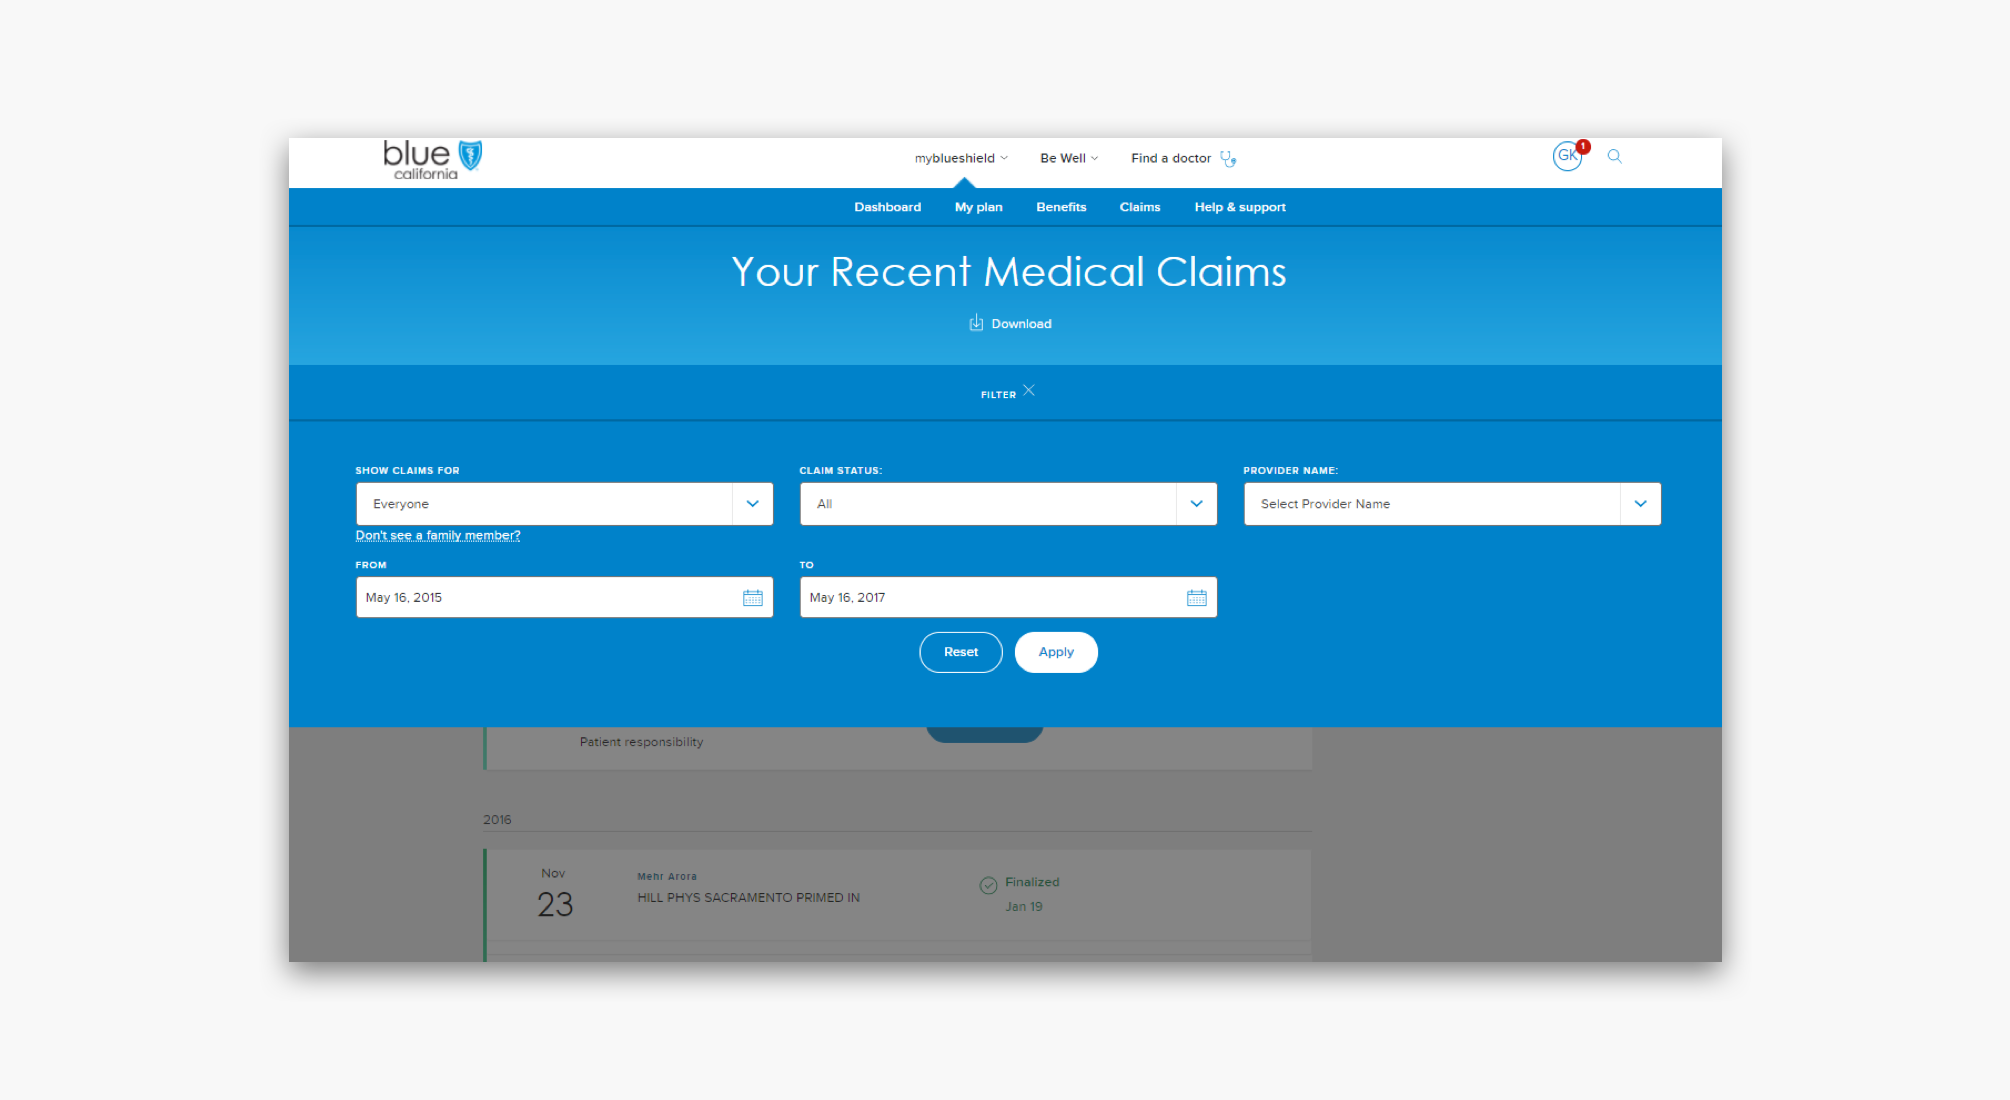 blue
california
myblueshield
Be Well
Find a doctor
GK
1
Dashboard
My plan
Benefits
Claims
Help & support
Your Recent Medical Claims
Download
FILTER
SHOW CLAIMS FOR
CLAIM STATUS:
PROVIDER NAME:
Everyone
All
Select Provider Name
Don't see a family member?
FROM
TO
May 16, 2015
May 16, 2017
Reset
Apply
Patient responsibility
2016
Nov
23
Mehr Arora
HILL PHYS SACRAMENTO PRIMED IN
Finalized
Jan 19